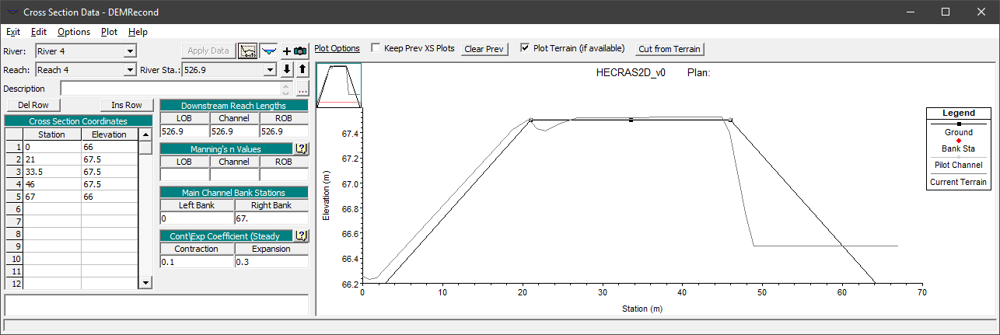 Cross Section Data - DEMRecond
Exit Edit Options Plot Help
River: River 4 Apply Data
Reach: Reach 4 River Sta.: 526.9
Description ...
Plot Options Keep Prev XS Plots Clear Prev Plot Terrain (if available) Cut from Terrain
Del Row Ins Row
Cross Section Coordinates
Station Elevation
1 0 66
2 21 67.5
3 33.5 67.5
4 46 67.5
5 67 66
6
7
8
9
10
11
12
Downstream Reach Lengths
LOB Channel ROB
526.9 526.9 526.9
Manning's n Values
LOB Channel ROB
Main Channel Bank Stations
Left Bank Right Bank
0 67.
Cont\Exp Coefficient (Steady
Contraction Expansion
0.1 0.3
HECRAS2D_v0 Plan:
Elevation (m)
67.4
67.2
67.0
66.8
66.6
66.4
66.2
0 10 20 30 40 50 60 70
Station (m)
Legend
Ground
Bank Sta
Pilot Channel
Current Terrain